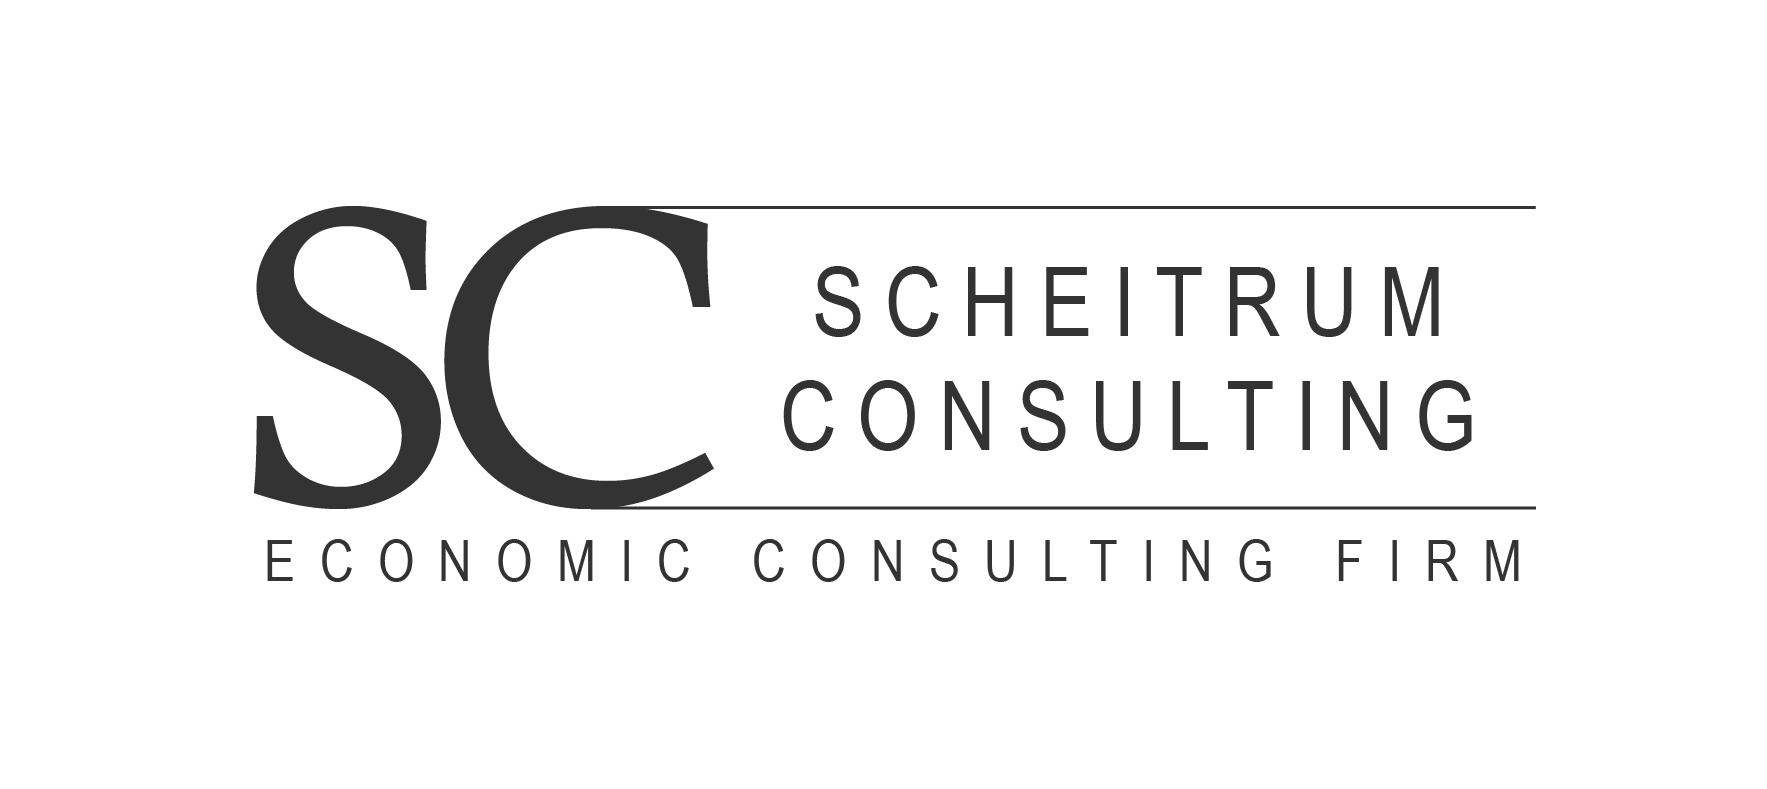 SC
SCHEITRUM
CONSULTING
ECONOMIC CONSULTING FIRM